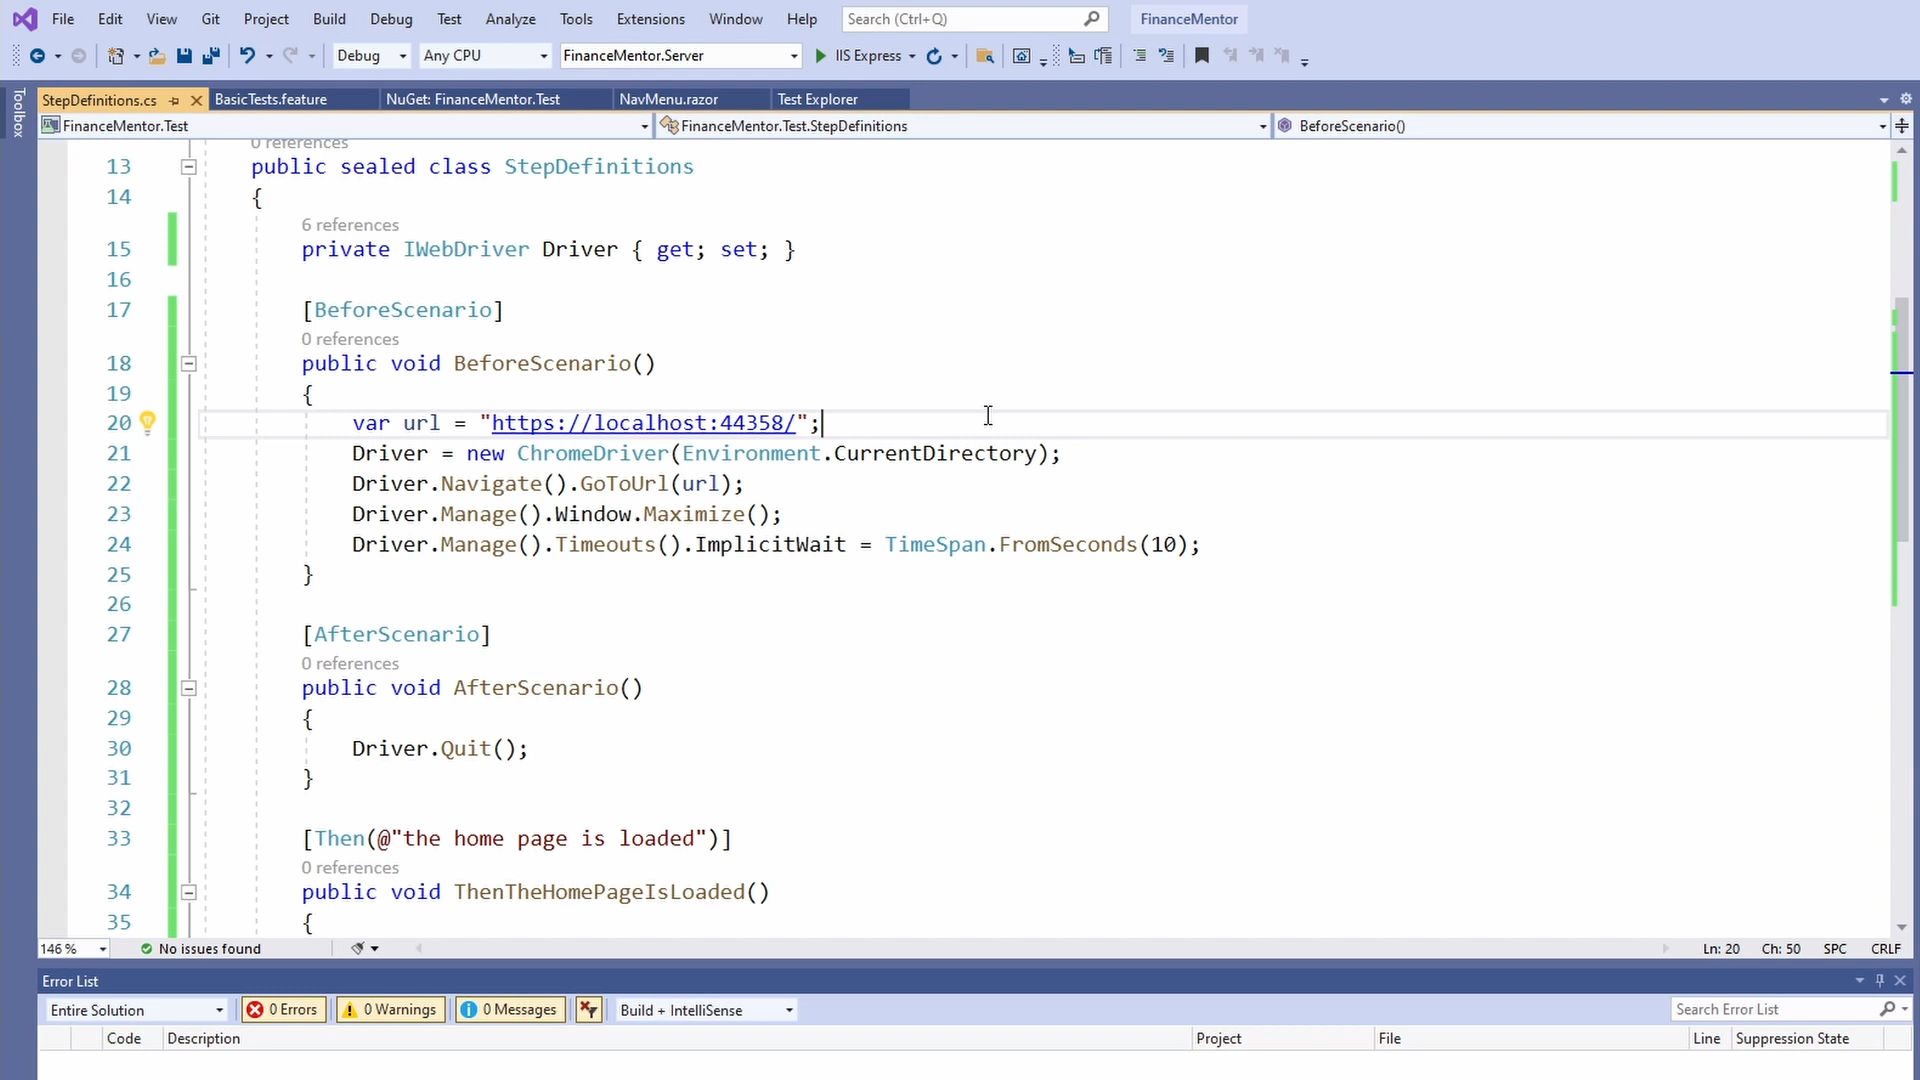 File Edit View Git Project Build Debug Test Analyze Tools Extensions Window Help Search (Ctrl+Q) FinanceMentor
Debug Any CPU FinanceMentor.Server IIS Express
Toolbox
StepDefinitions.cs BasicTests.feature NuGet: FinanceMentor.Test NavMenu.razor Test Explorer
FinanceMentor.Test FinanceMentor.Test.StepDefinitions BeforeScenario()
0 references
13 public sealed class StepDefinitions
14 {
6 references
15 private IWebDriver Driver { get; set; }
16
17 [BeforeScenario]
0 references
18 public void BeforeScenario()
19 {
20 var url = "https://localhost:44358/";
21 Driver = new ChromeDriver(Environment.CurrentDirectory);
22 Driver.Navigate().GoToUrl(url);
23 Driver.Manage().Window.Maximize();
24 Driver.Manage().Timeouts().ImplicitWait = TimeSpan.FromSeconds(10);
25 }
26
27 [AfterScenario]
0 references
28 public void AfterScenario()
29 {
30 Driver.Quit();
31 }
32
33 [Then(@"the home page is loaded")]
0 references
34 public void ThenTheHomePageIsLoaded()
35 {
146 % No issues found Ln: 20 Ch: 50 SPC CRLF
Error List
Entire Solution 0 Errors 0 Warnings 0 Messages Build + IntelliSense Search Error List
Code Description Project File Line Suppression State